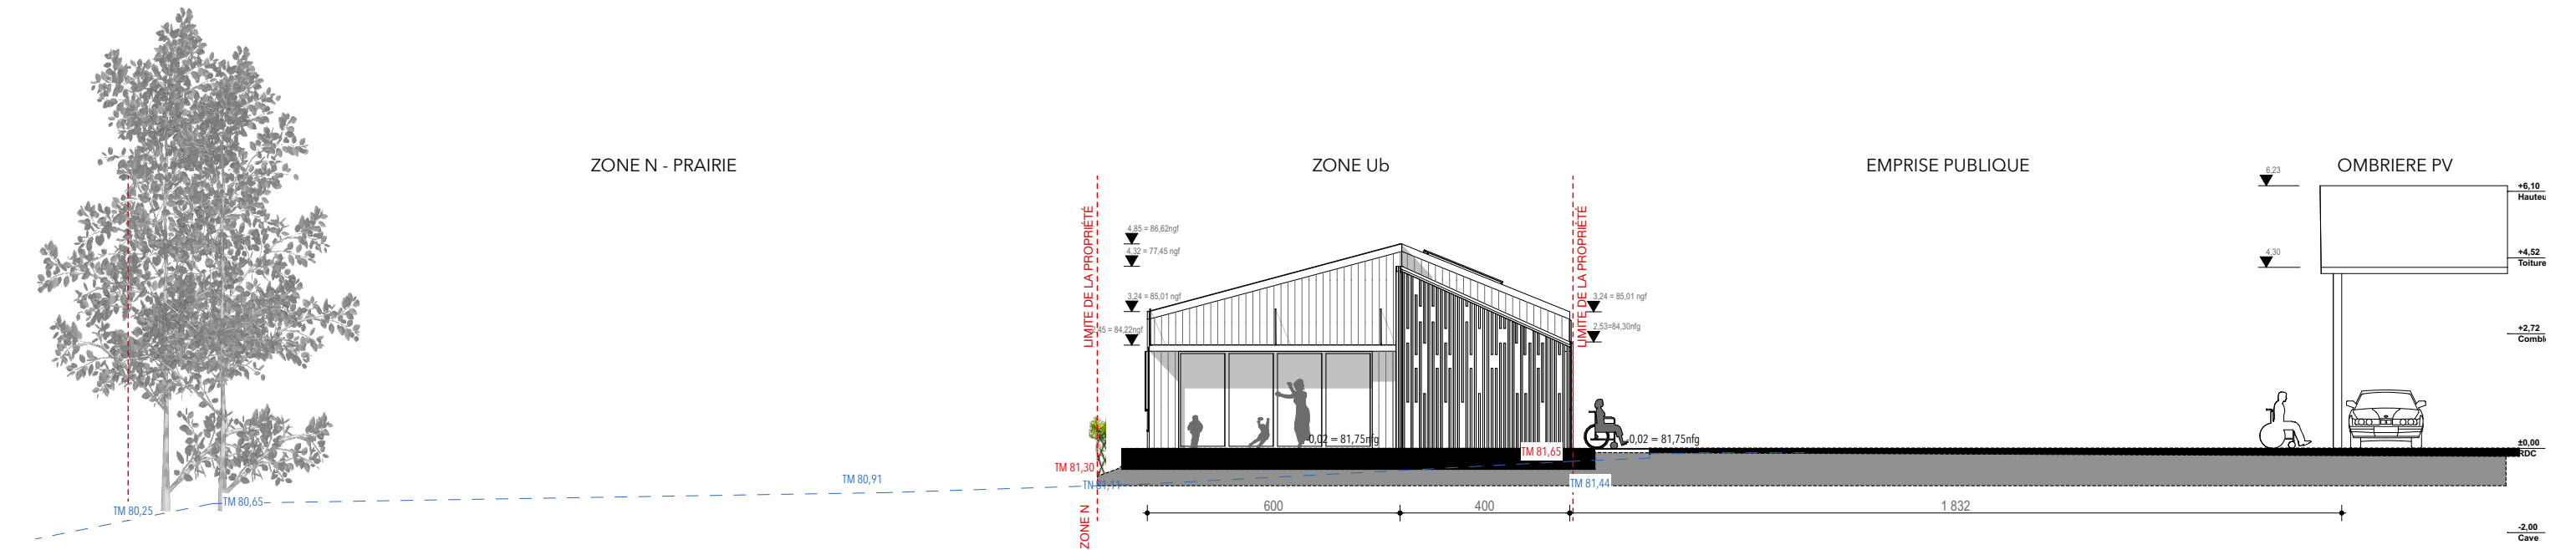 ZONE N - PRAIRIE
ZONE Ub
EMPRISE PUBLIQUE
OMBRIERE PV
6,23
+6,10
LIMITE DE LA PROPRIÉTÉ
LIMITE DE LA PROPRIÉTÉ
4,85 = 86,62ngf
4,32 = 77,45 ngf
4,30
+4,52
Toiture
3,24 = 85,01 ngf
3,24 = 85,01 ngf
45 = 84,22ngf
2,53=84,30nfg
+2,72
-0,02 = 81,75nfg
-0,02 = 81,75nfg
±0,00
RDC
TM 81,65
TM 81,30
TM 80,91
TN 81,11
TM 81,44
TM 80,65
TM 80,25
600
400
1 832
ZONE N
-2,00
Cave